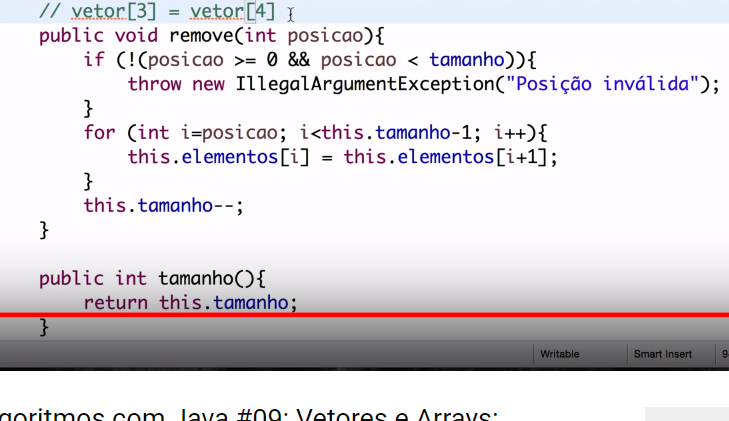 // vetor[3] = vetor[4]
public void remove(int posicao){
if (!(posicao >= 0 && posicao < tamanho)){
throw new IllegalArgumentException("Posição inválida");
}
for (int i=posicao; i<this.tamanho-1; i++){
this.elementos[i] = this.elementos[i+1];
}
this.tamanho--;
}
public int tamanho(){
return this.tamanho;
}
Writable Smart Insert 9
goritmos com Java #09: Vetores e Arrays: